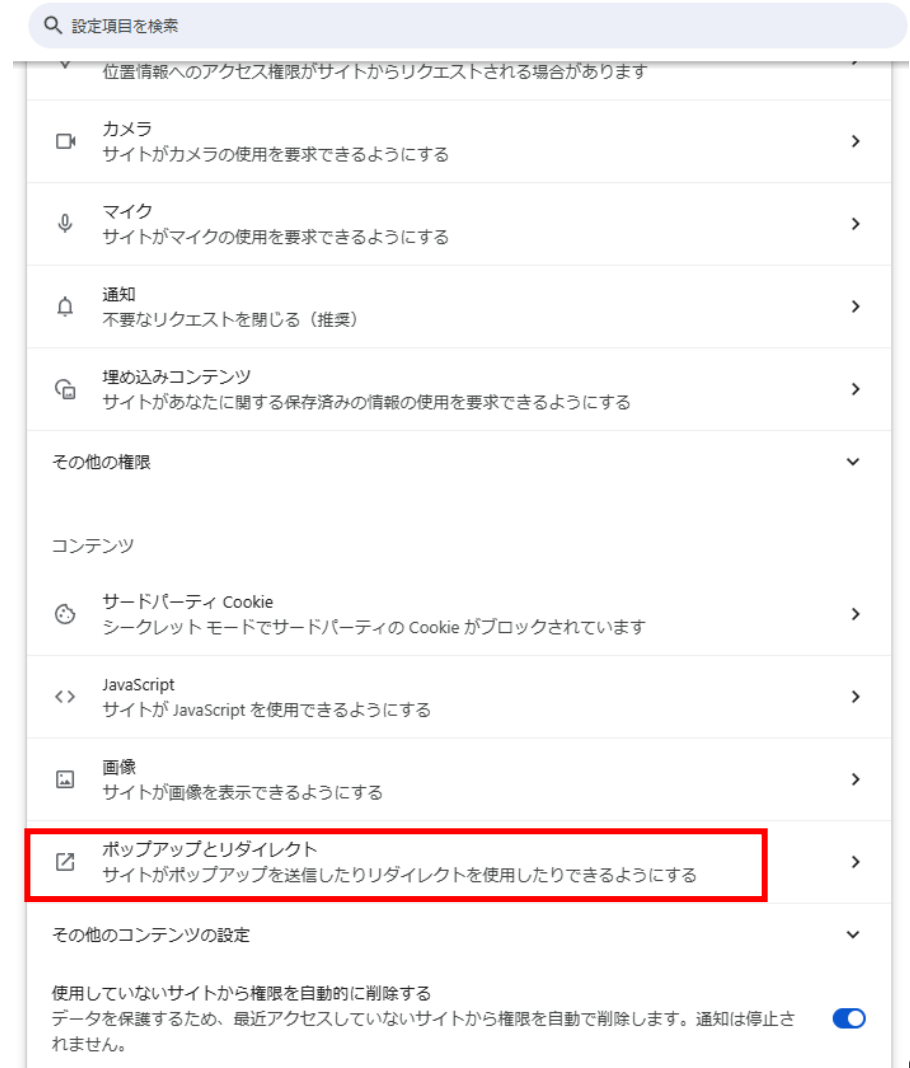 設定項目を検索
位置情報へのアクセス権限がサイトからリクエストされる場合があります
カメラ
サイトがカメラの使用を要求できるようにする
マイク
サイトがマイクの使用を要求できるようにする
通知
不要なリクエストを閉じる（推奨）
埋め込みコンテンツ
サイトがあなたに関する保存済みの情報の使用を要求できるようにする
その他の権限
コンテンツ
サードパーティ Cookie
シークレット モードでサードパーティの Cookie がブロックされています
JavaScript
サイトが JavaScript を使用できるようにする
画像
サイトが画像を表示できるようにする
ポップアップとリダイレクト
サイトがポップアップを送信したりリダイレクトを使用したりできるようにする
その他のコンテンツの設定
使用していないサイトから権限を自動的に削除する
データを保護するため、最近アクセスしていないサイトから権限を自動で削除します。通知は停止さ
れません。